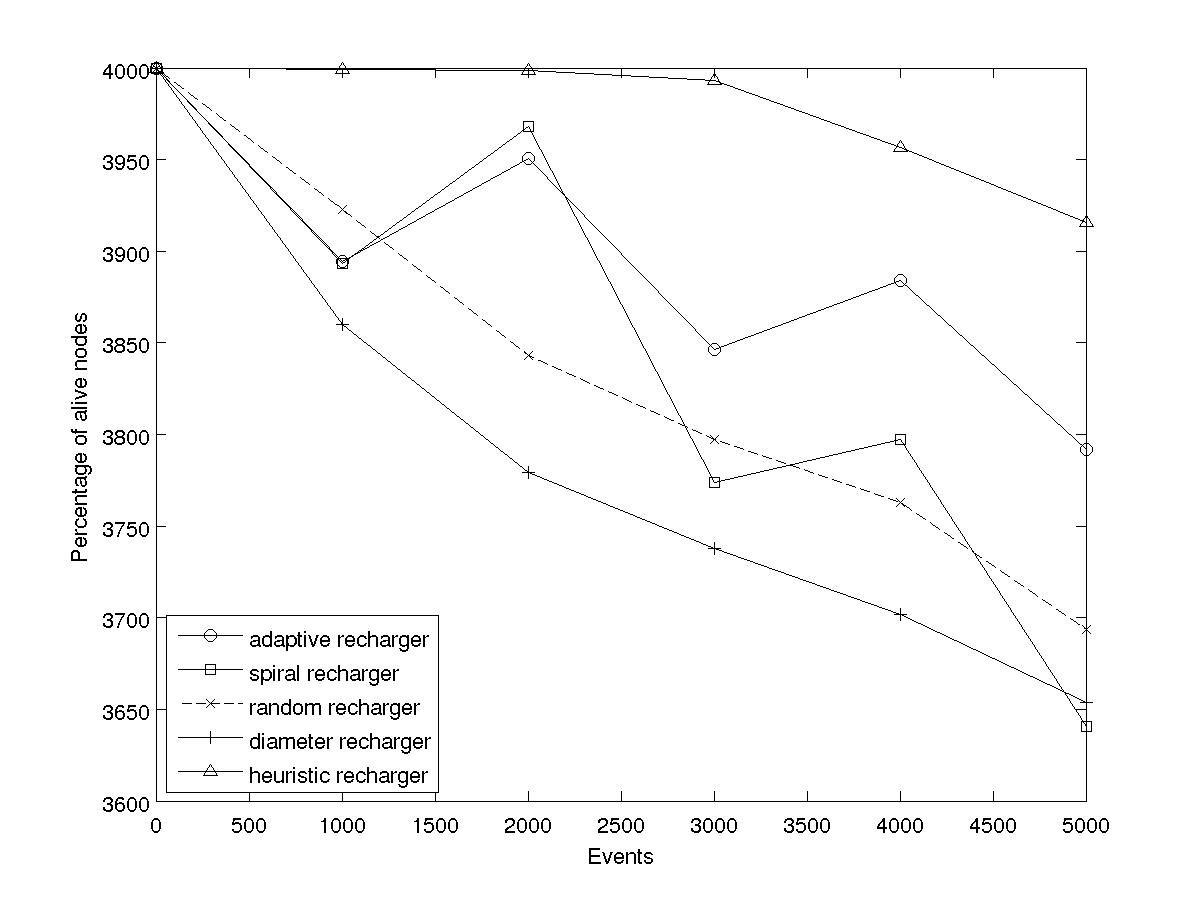 4000
3950
3900
3850
3800
3750
3700
3650
3600
Percentage of alive nodes
adaptive recharger
spiral recharger
random recharger
diameter recharger
heuristic recharger
0 500 1000 1500 2000 2500 3000 3500 4000 4500 5000
Events